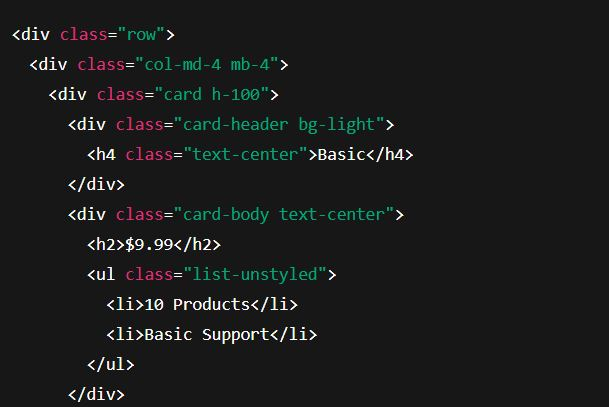 <div class="row">
<div class="col-md-4 mb-4">
<div class="card h-100">
<div class="card-header bg-light">
<h4 class="text-center">Basic</h4>
</div>
<div class="card-body text-center">
<h2>$9.99</h2>
<ul class="list-unstyled">
<li>10 Products</li>
<li>Basic Support</li>
</ul>
</div>